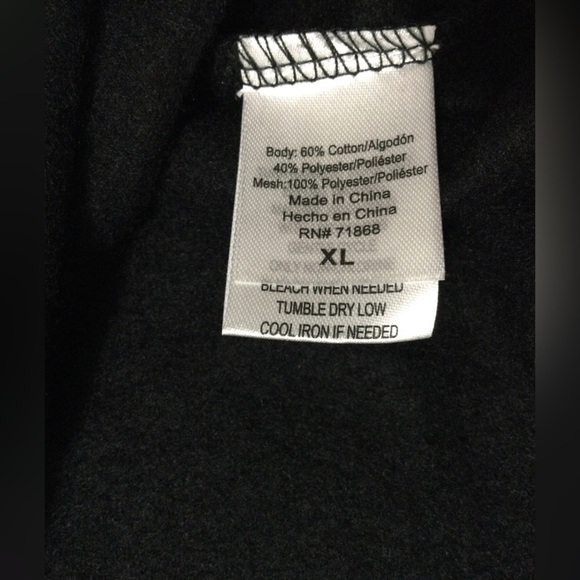 Body: 60% Cotton/Algodón
40% Polyester/Poliéster
Mesh:100% Polyester/Poliéster
Made in China
Hecho en China
RN# 71868
XL
BLEACH WHEN NEEDED
TUMBLE DRY LOW
COOL IRON IF NEEDED